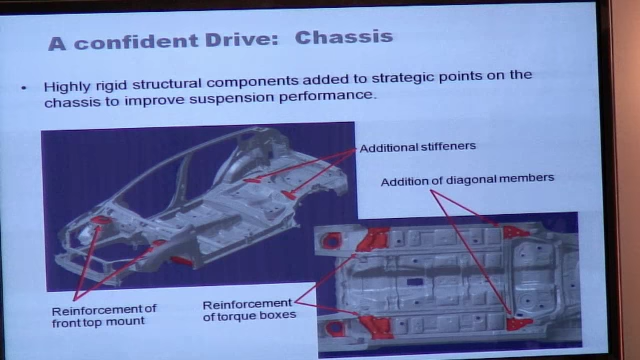 A confident Drive: Chassis
• Highly rigid structural components added to strategic points on the
chassis to improve suspension performance.
Additional stiffeners
Addition of diagonal members
Reinforcement of
front top mount
Reinforcement
of torque boxes